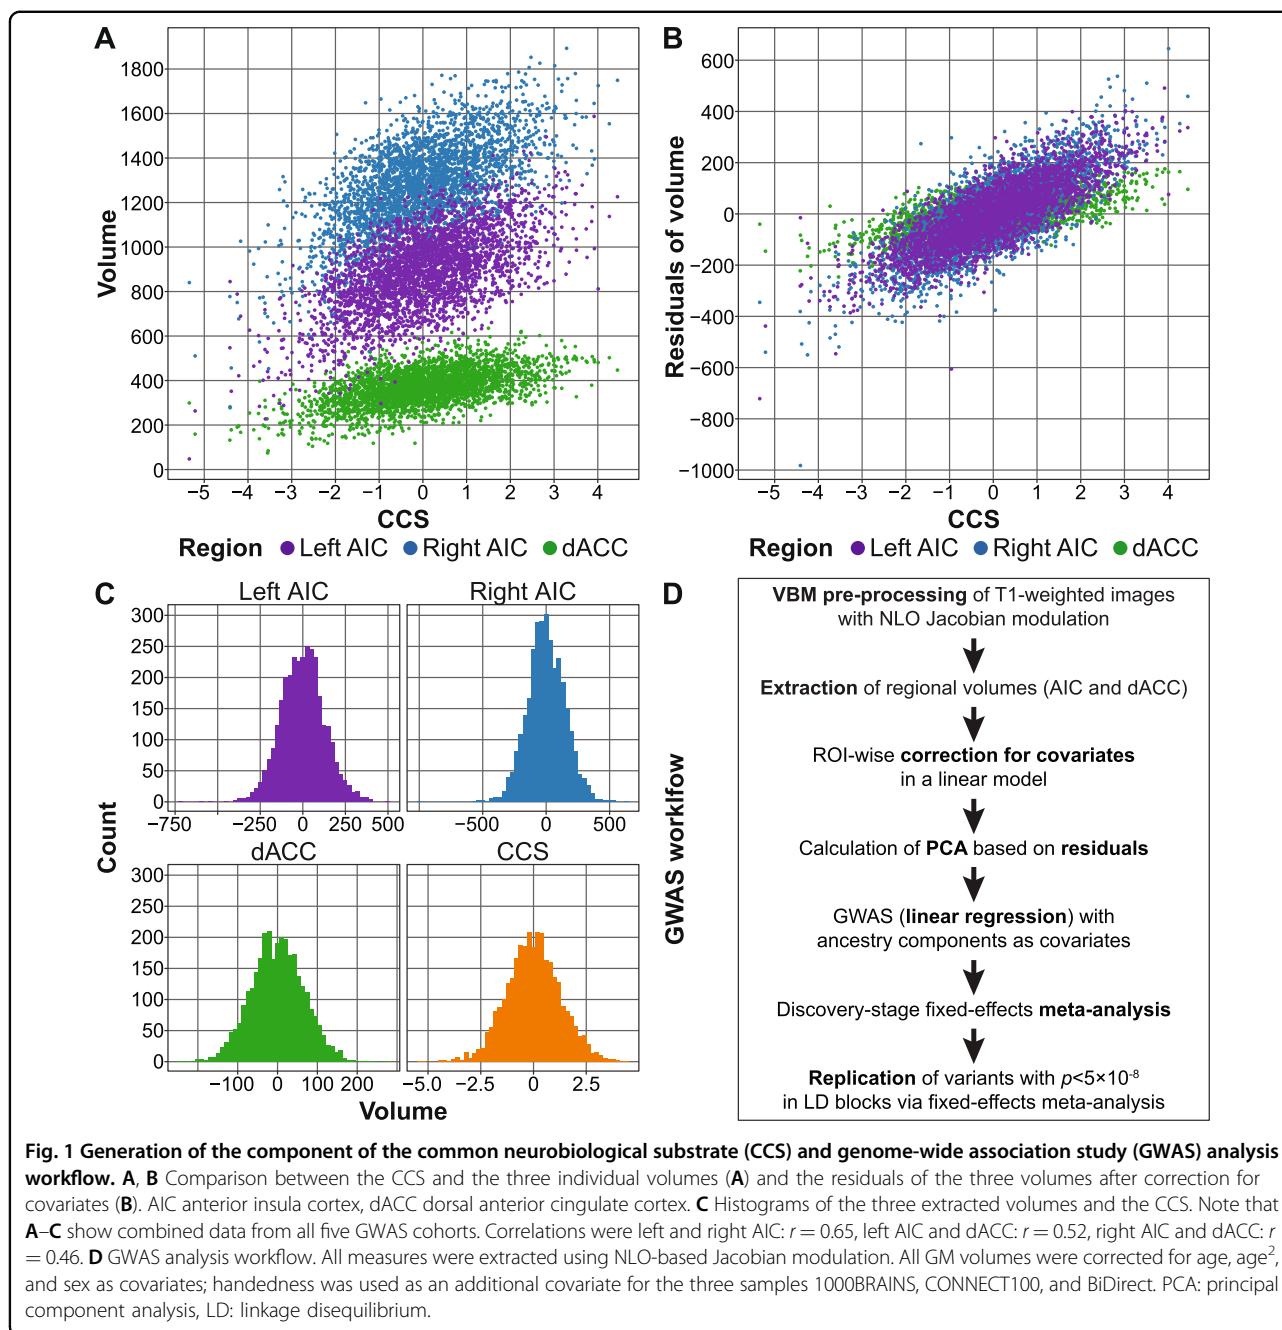 A
1800
1600
1400
1200
1000
800
600
400
200
0
Volume
−5 −4 −3 −2 −1 0 1 2 3 4
CCS
Region Left AIC Right AIC dACC
B
600
400
200
0
−200
−400
−600
−800
−1000
Residuals of volume
−5 −4 −3 −2 −1 0 1 2 3 4
CCS
Region Left AIC Right AIC dACC
C
Left AIC Right AIC
300
250
200
150
100
50
0
−750 −250 0 250 500
−500 0 500
dACC CCS
300
250
200
150
100
50
0
−100 0 100 200
−5.0 −2.5 0 2.5
Count
Volume
D
GWAS worklfow
VBM pre-processing of T1-weighted images
with NLO Jacobian modulation
Extraction of regional volumes (AIC and dACC)
ROI-wise correction for covariates
in a linear model
Calculation of PCA based on residuals
GWAS (linear regression) with
ancestry components as covariates
Discovery-stage fixed-effects meta-analysis
Replication of variants with p<5×10⁻⁸
in LD blocks via fixed-effects meta-analysis
Fig. 1 Generation of the component of the common neurobiological substrate (CCS) and genome-wide association study (GWAS) analysis
workflow. A, B Comparison between the CCS and the three individual volumes (A) and the residuals of the three volumes after correction for
covariates (B). AIC anterior insula cortex, dACC dorsal anterior cingulate cortex. C Histograms of the three extracted volumes and the CCS. Note that
A–C show combined data from all five GWAS cohorts. Correlations were left and right AIC: r = 0.65, left AIC and dACC: r = 0.52, right AIC and dACC: r
= 0.46. D GWAS analysis workflow. All measures were extracted using NLO-based Jacobian modulation. All GM volumes were corrected for age, age²,
and sex as covariates; handedness was used as an additional covariate for the three samples 1000BRAINS, CONNECT100, and BiDirect. PCA: principal
component analysis, LD: linkage disequilibrium.